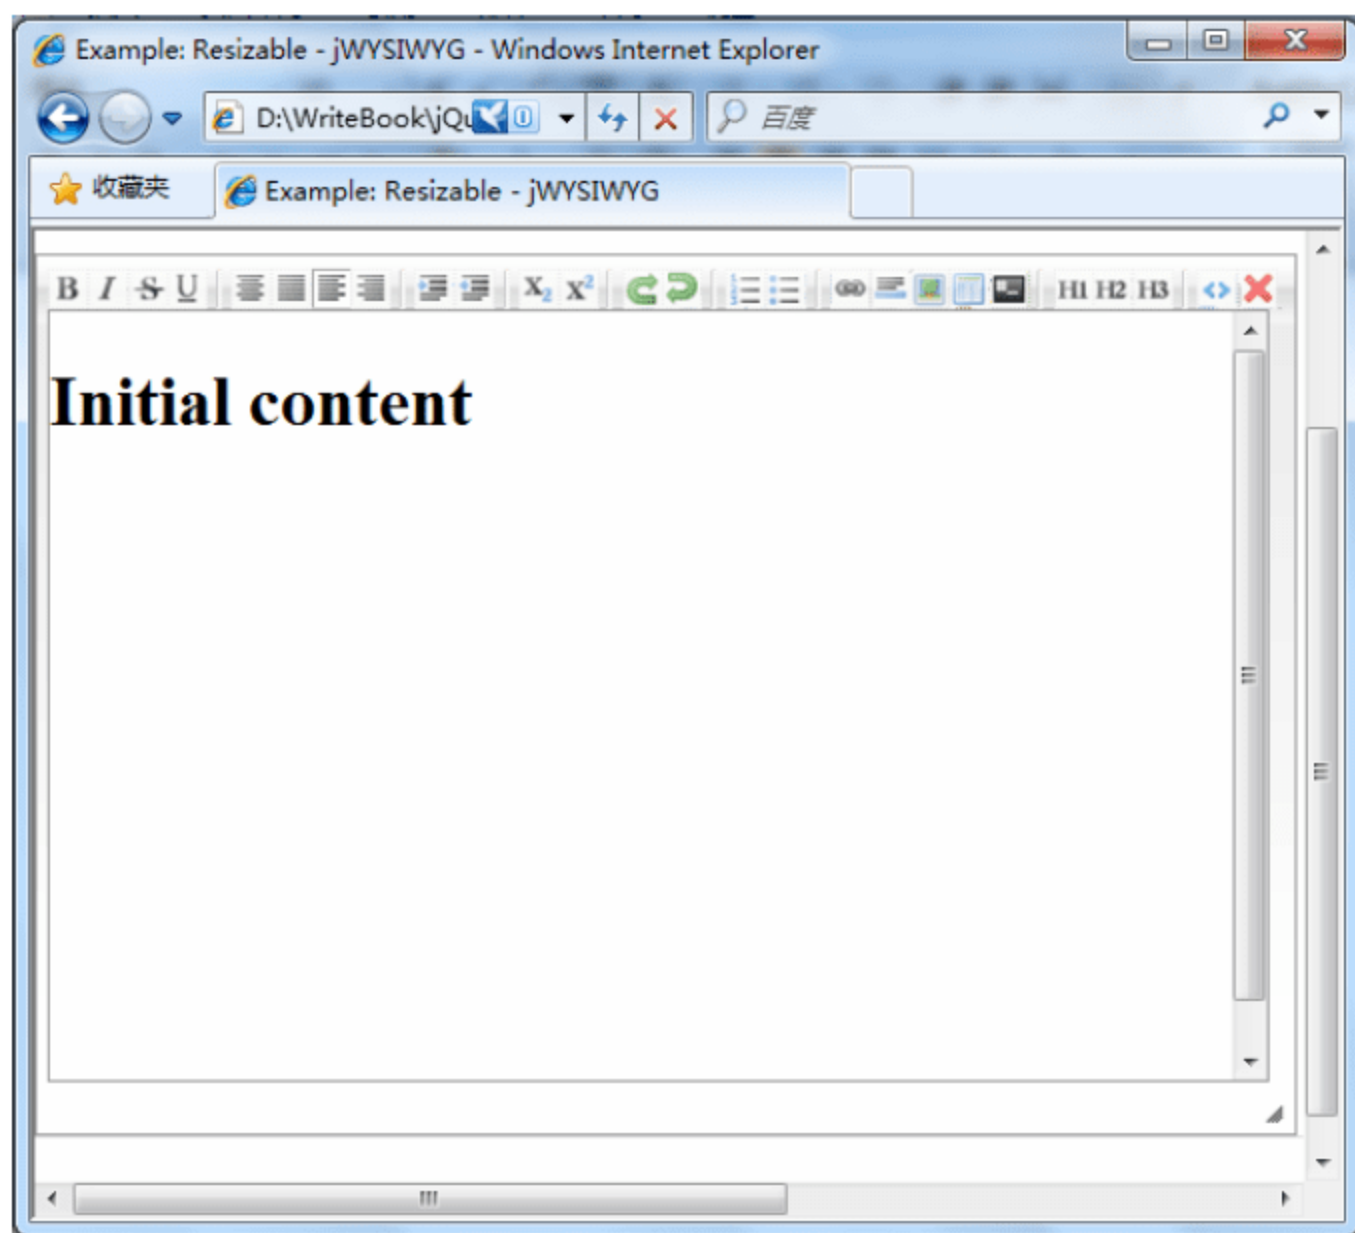 Example: Resizable - jWYSIWYG - Windows Internet Explorer
D:\WriteBook\jQu 0 百度
收藏夹 Example: Resizable - jWYSIWYG
B I S U X2 X² H1 H2 H3
Initial content